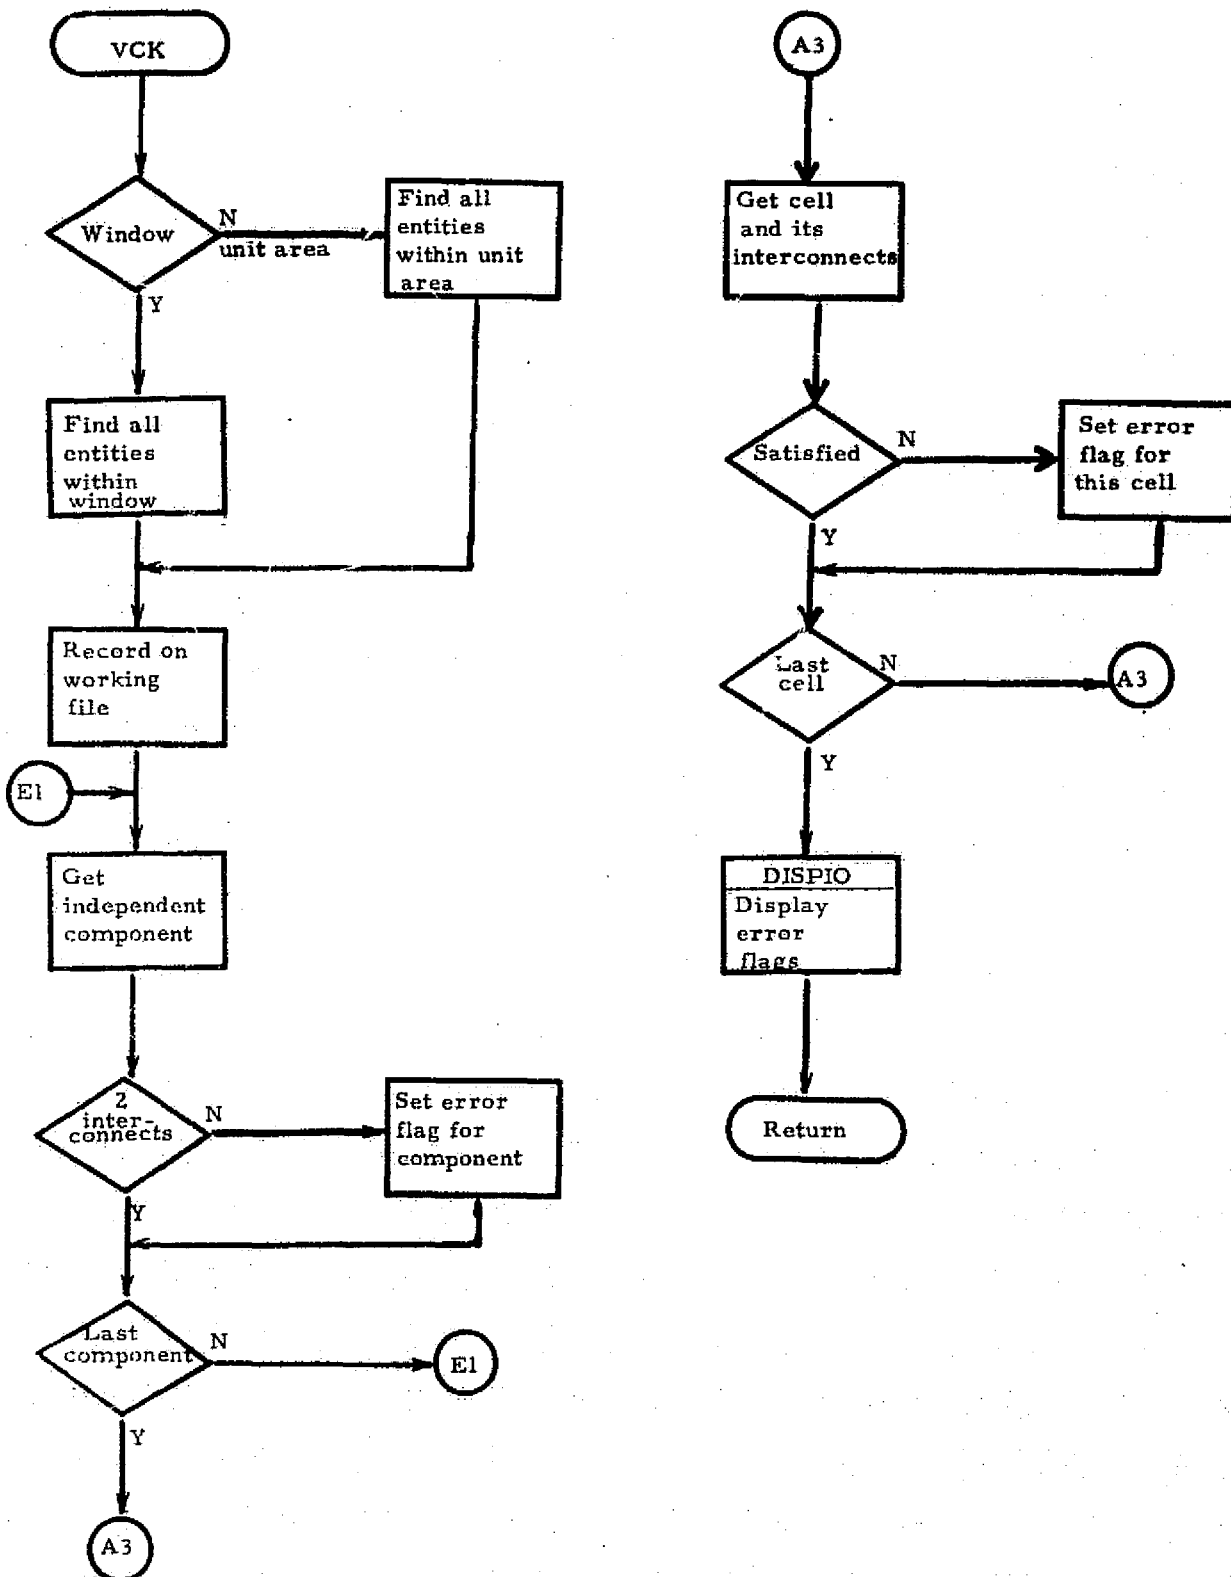 VCK
Window
N
unit area
Find all
entities
within unit
area
Y
Find all
entities
within
window
Record on
working
file
E1
Get
independent
component
2
inter-
connects
N
Set error
flag for
component
Y
Last
component
N
E1
Y
A3
A3
Get cell
and its
interconnects
Satisfied
N
Set error
flag for
this cell
Y
Last
cell
N
A3
Y
DISPIO
Display
error
flags
Return